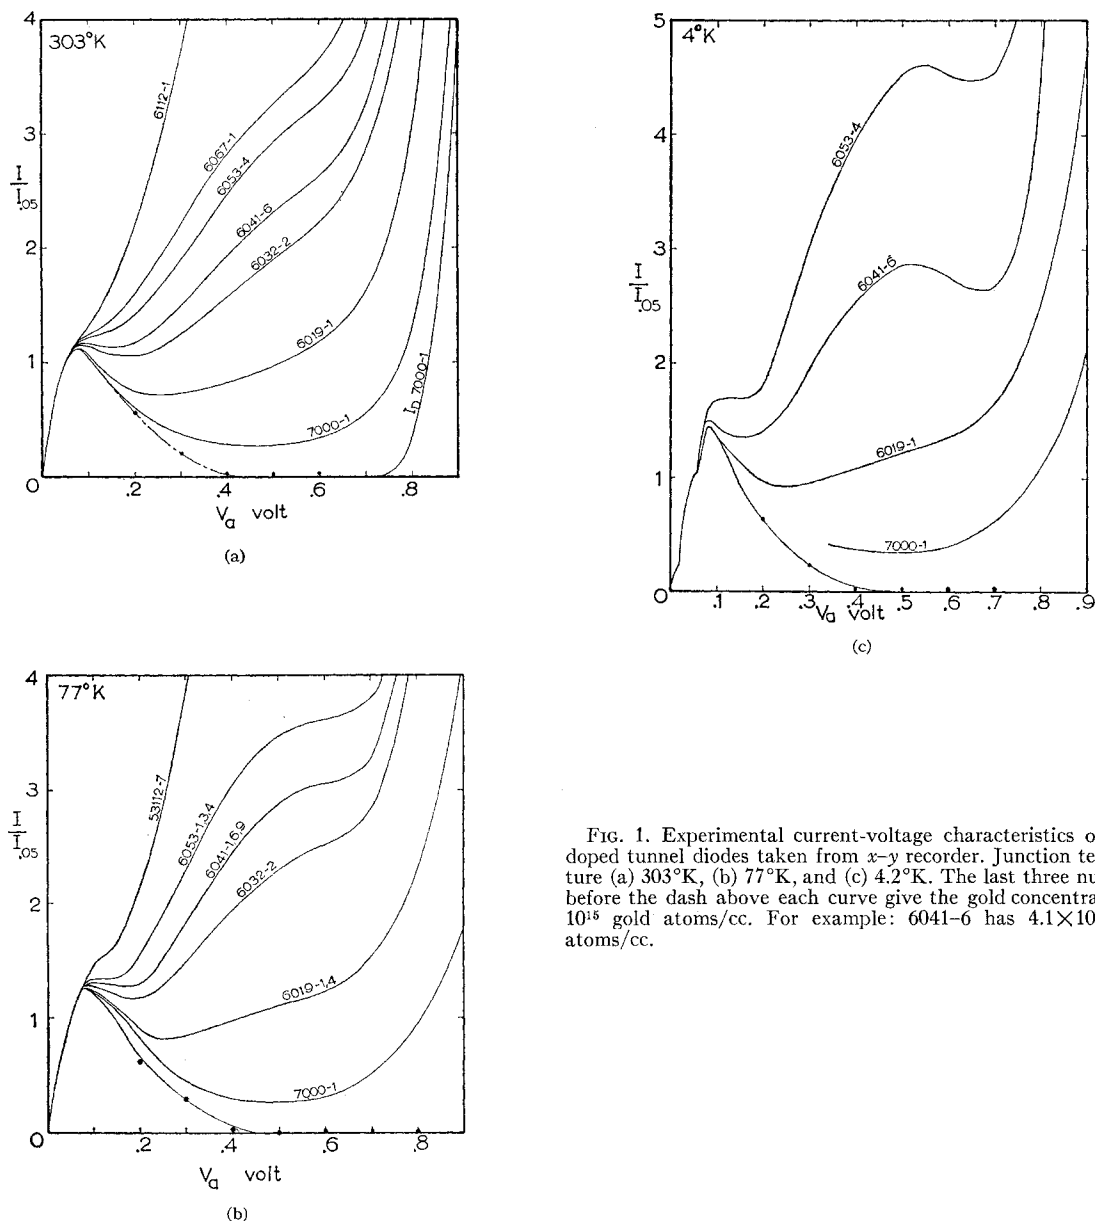 4
303°K
3
2
1
0
I
I.05
6112-1
6067-1
6053-4
6041-6
6032-2
6019-1
7000-1
I_D 7000-1
.2 .4 .6 .8
Va volt
(a)
5
4°K
4
3
2
1
0
I
I.05
6053-4
6041-6
6019-1
7000-1
.1 .2 .3 .4 .5 .6 .7 .8 .9
Va volt
(c)
4
77°K
3
2
1
0
I
I.05
53112-7
6053-1,3,4
6041-1,6,9
6032-2
6019-1,4
7000-1
.2 .4 .6 .8
Va volt
(b)
FIG. 1. Experimental current-voltage characteristics o
doped tunnel diodes taken from x–y recorder. Junction te
ture (a) 303°K, (b) 77°K, and (c) 4.2°K. The last three nu
before the dash above each curve give the gold concentra
10¹⁵ gold atoms/cc. For example: 6041–6 has 4.1×10
atoms/cc.